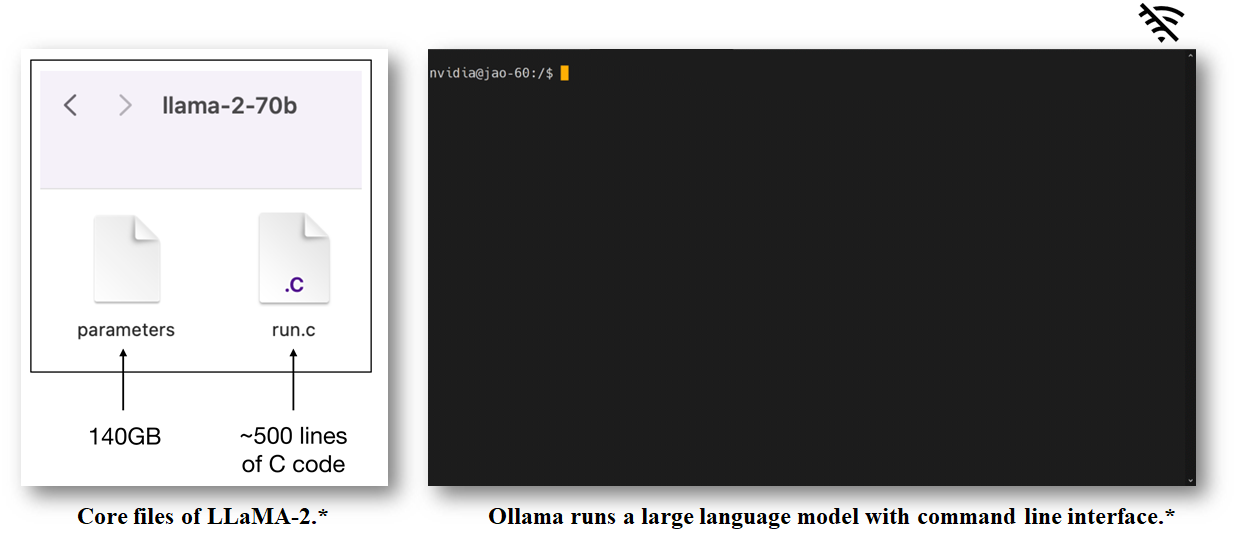 llama-2-70b
.C
parameters
run.c
140GB
~500 lines
of C code
Core files of LLaMA-2.*
nvidia@jao-60:/$
Ollama runs a large language model with command line interface.*